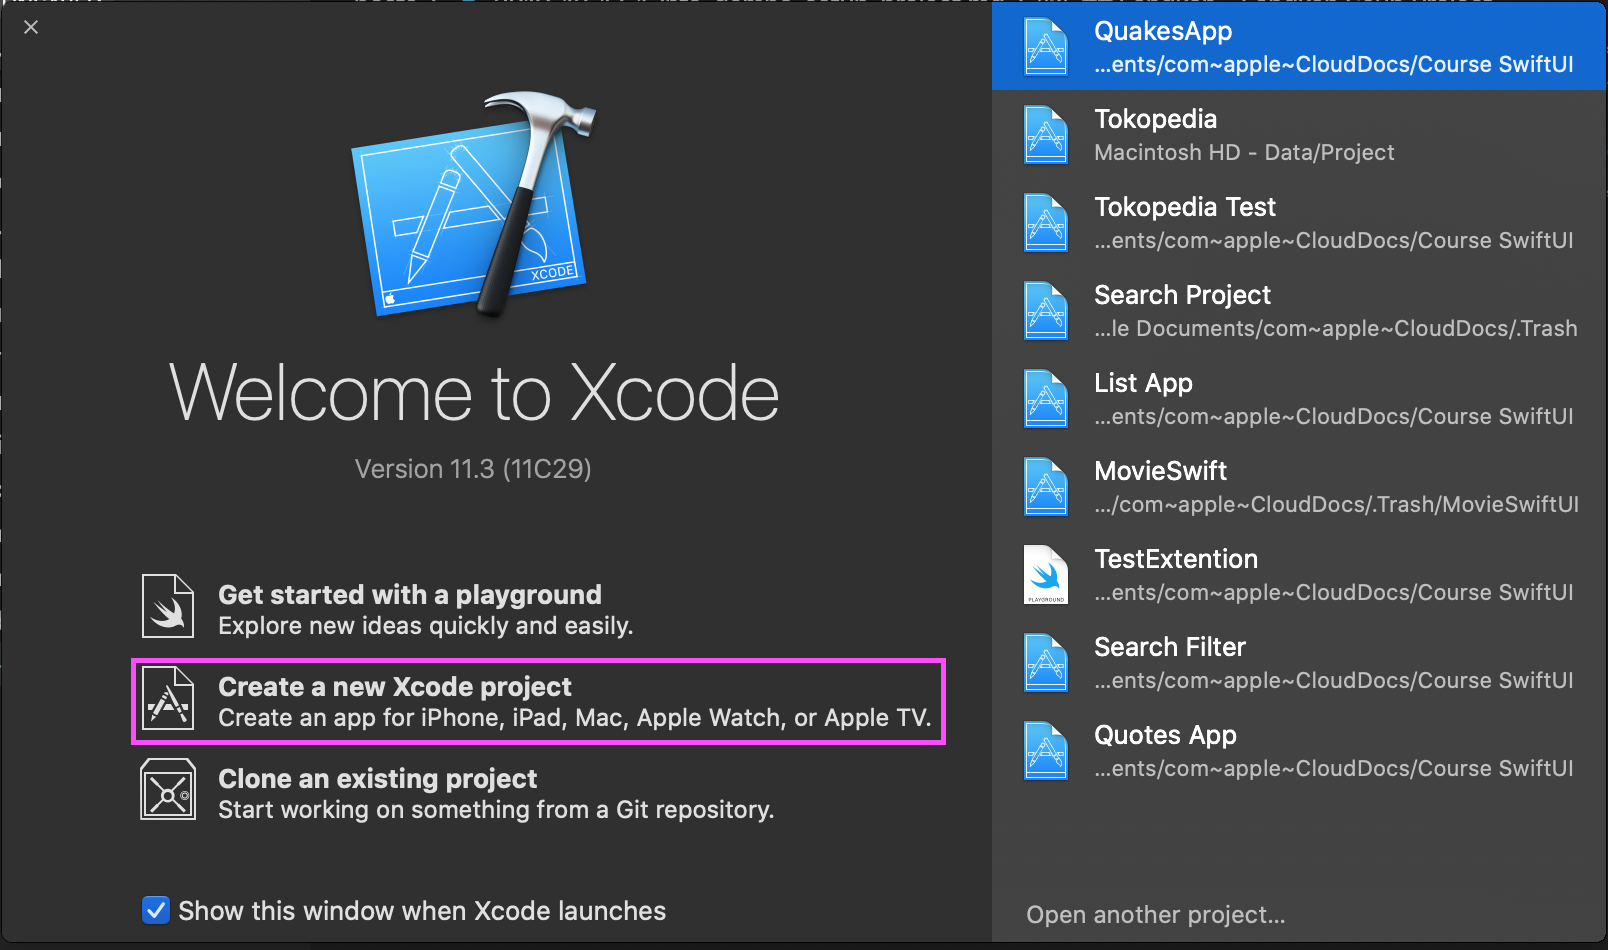 XCODE
Welcome to Xcode
Version 11.3 (11C29)
Get started with a playground
Explore new ideas quickly and easily.
Create a new Xcode project
Create an app for iPhone, iPad, Mac, Apple Watch, or Apple TV.
Clone an existing project
Start working on something from a Git repository.
Show this window when Xcode launches
QuakesApp
...ents/com~apple~CloudDocs/Course SwiftUI
Tokopedia
Macintosh HD - Data/Project
Tokopedia Test
...ents/com~apple~CloudDocs/Course SwiftUI
Search Project
...le Documents/com~apple~CloudDocs/.Trash
List App
...ents/com~apple~CloudDocs/Course SwiftUI
MovieSwift
.../com~apple~CloudDocs/.Trash/MovieSwiftUI
TestExtention
PLAYGROUND
...ents/com~apple~CloudDocs/Course SwiftUI
Search Filter
...ents/com~apple~CloudDocs/Course SwiftUI
Quotes App
...ents/com~apple~CloudDocs/Course SwiftUI
Open another project...